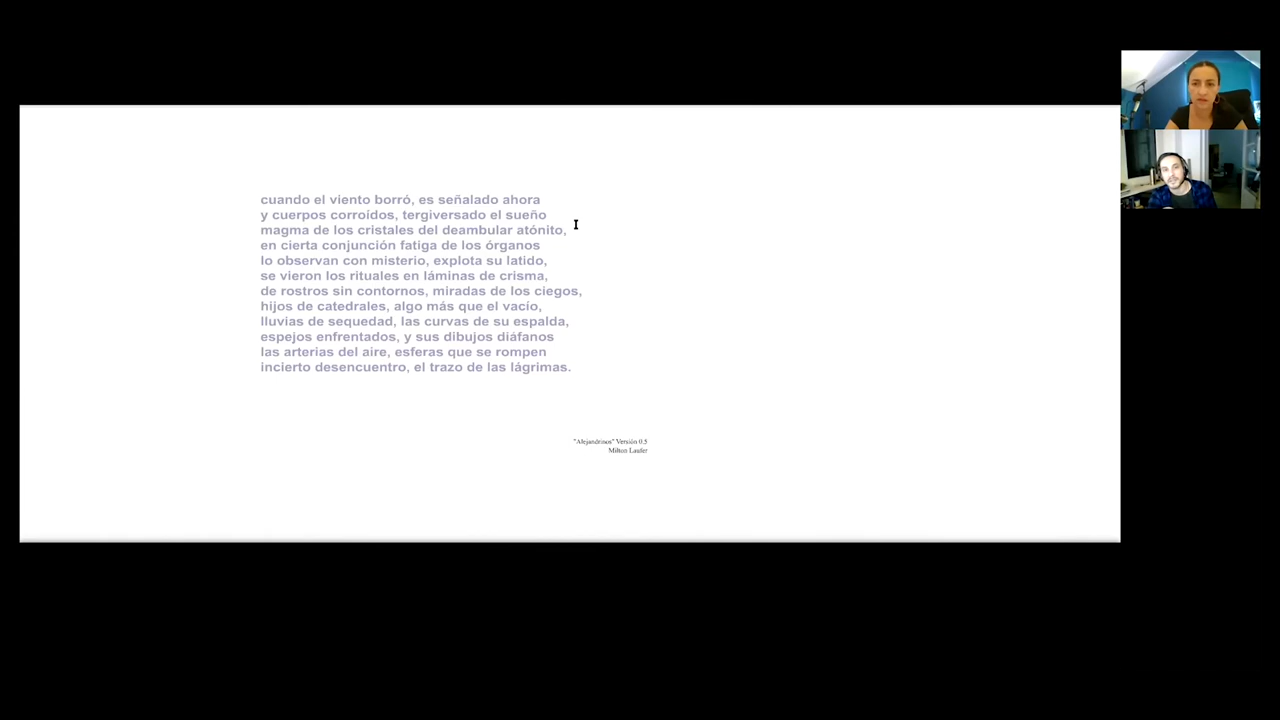 cuando el viento borró, es señalado ahora
y cuerpos corroídos, tergiversado el sueño
magma de los cristales del deambular atónito,
en cierta conjunción fatiga de los órganos
lo observan con misterio, explota su latido,
se vieron los rituales en láminas de crisma,
de rostros sin contornos, miradas de los ciegos,
hijos de catedrales, algo más que el vacío,
lluvias de sequedad, las curvas de su espalda,
espejos enfrentados, y sus dibujos diáfanos
las arterias del aire, esferas que se rompen
incierto desencuentro, el trazo de las lágrimas.
"Alejandrinos" Versión 0.5
Milton Laufer